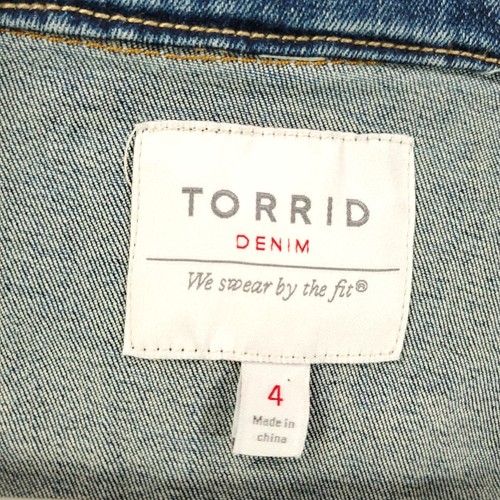 TORRID
DENIM
We swear by the fit®
4
Made in
china